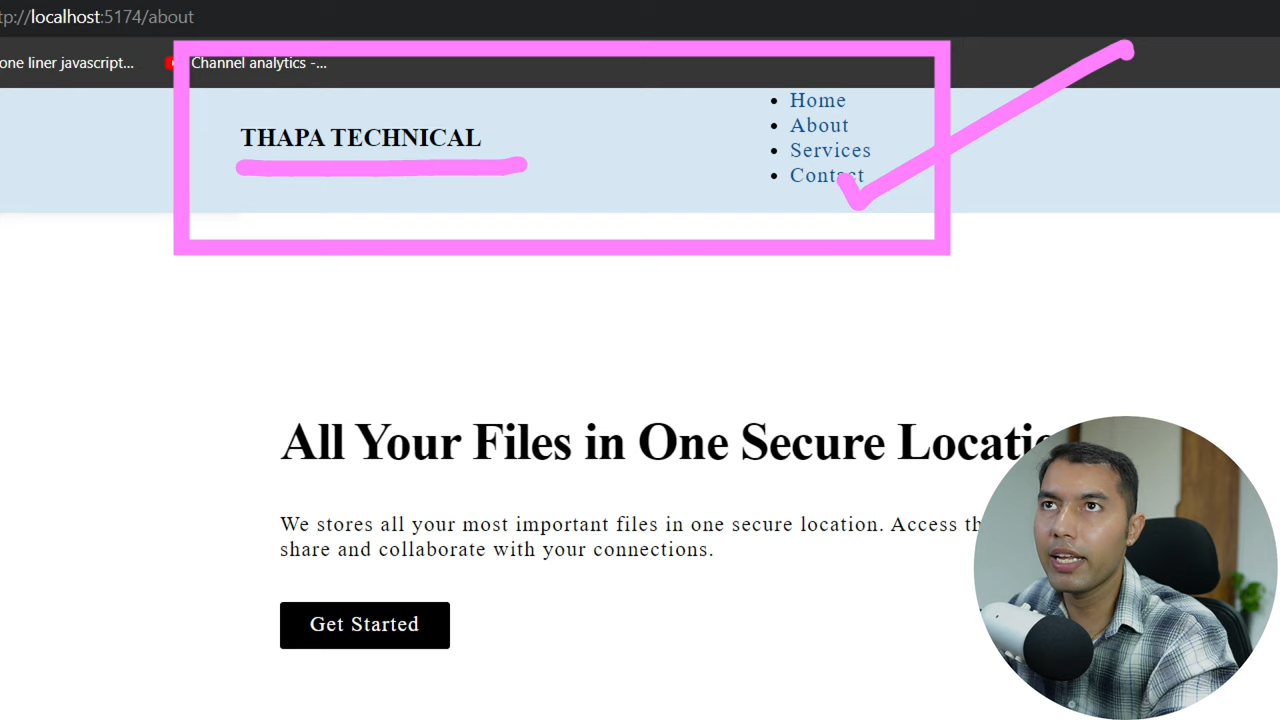 tp://localhost:5174/about
one liner javascript...
Channel analytics -...
THAPA TECHNICAL
Home
About
Services
Contact
All Your Files in One Secure
We stores all your most important files in one secure location. Access
share and collaborate with your connections.
Get Started